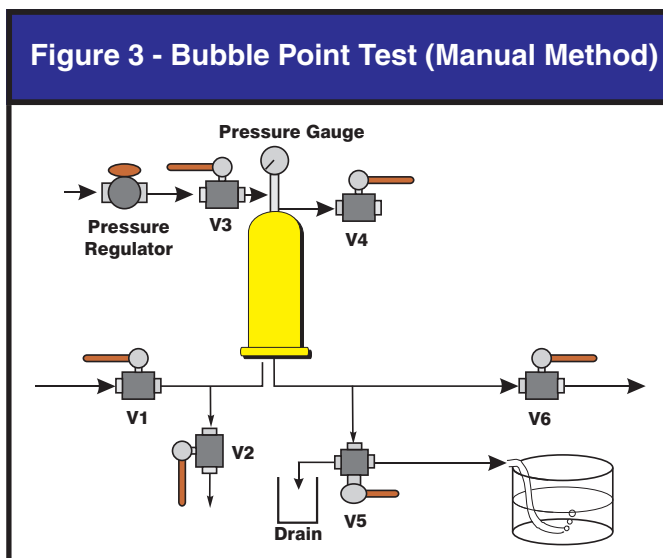 Figure 3 - Bubble Point Test (Manual Method)
Pressure Gauge
Pressure
Regulator
V3
V4
V1
V2
V6
V5
Drain